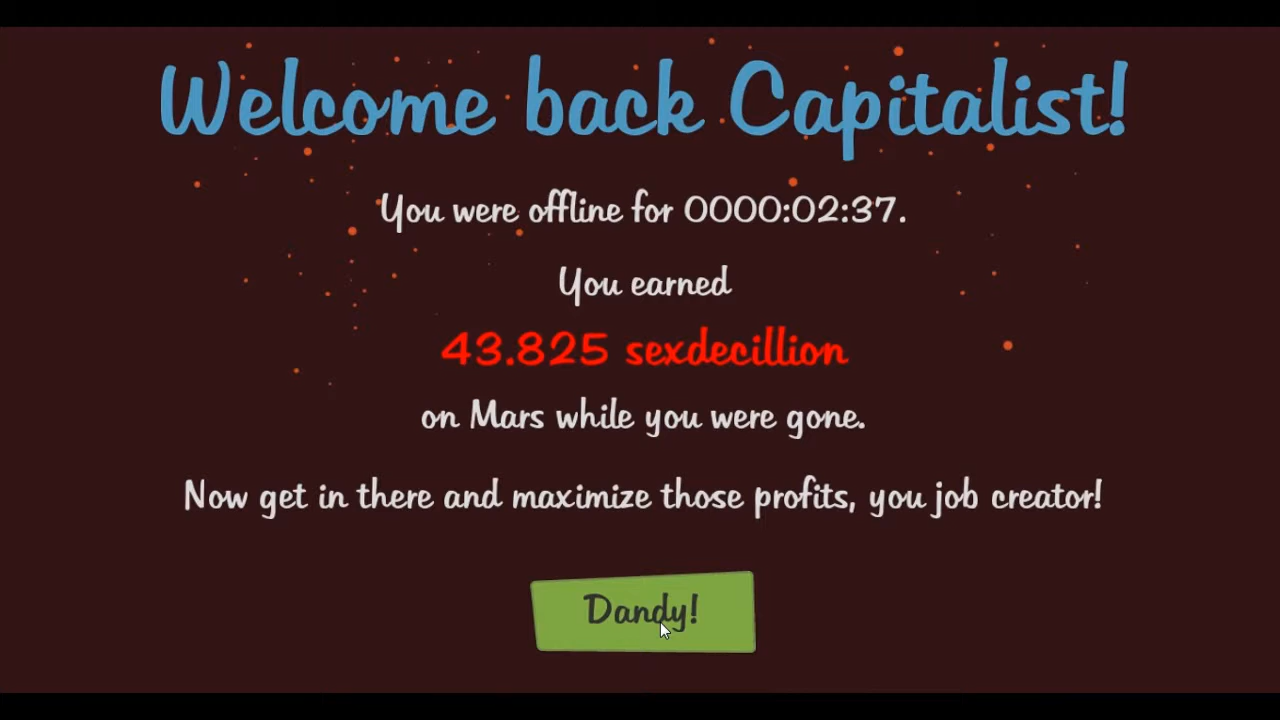 Welcome back Capitalist!
You were offline for 0000:02:37.
You earned
43.825 sexdecillion
on Mars while you were gone.
Now get in there and maximize those profits, you job creator!
Dandy!